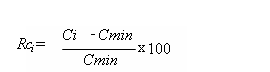 Rcᵢ = Ci - Cmin
Cmin
x 100